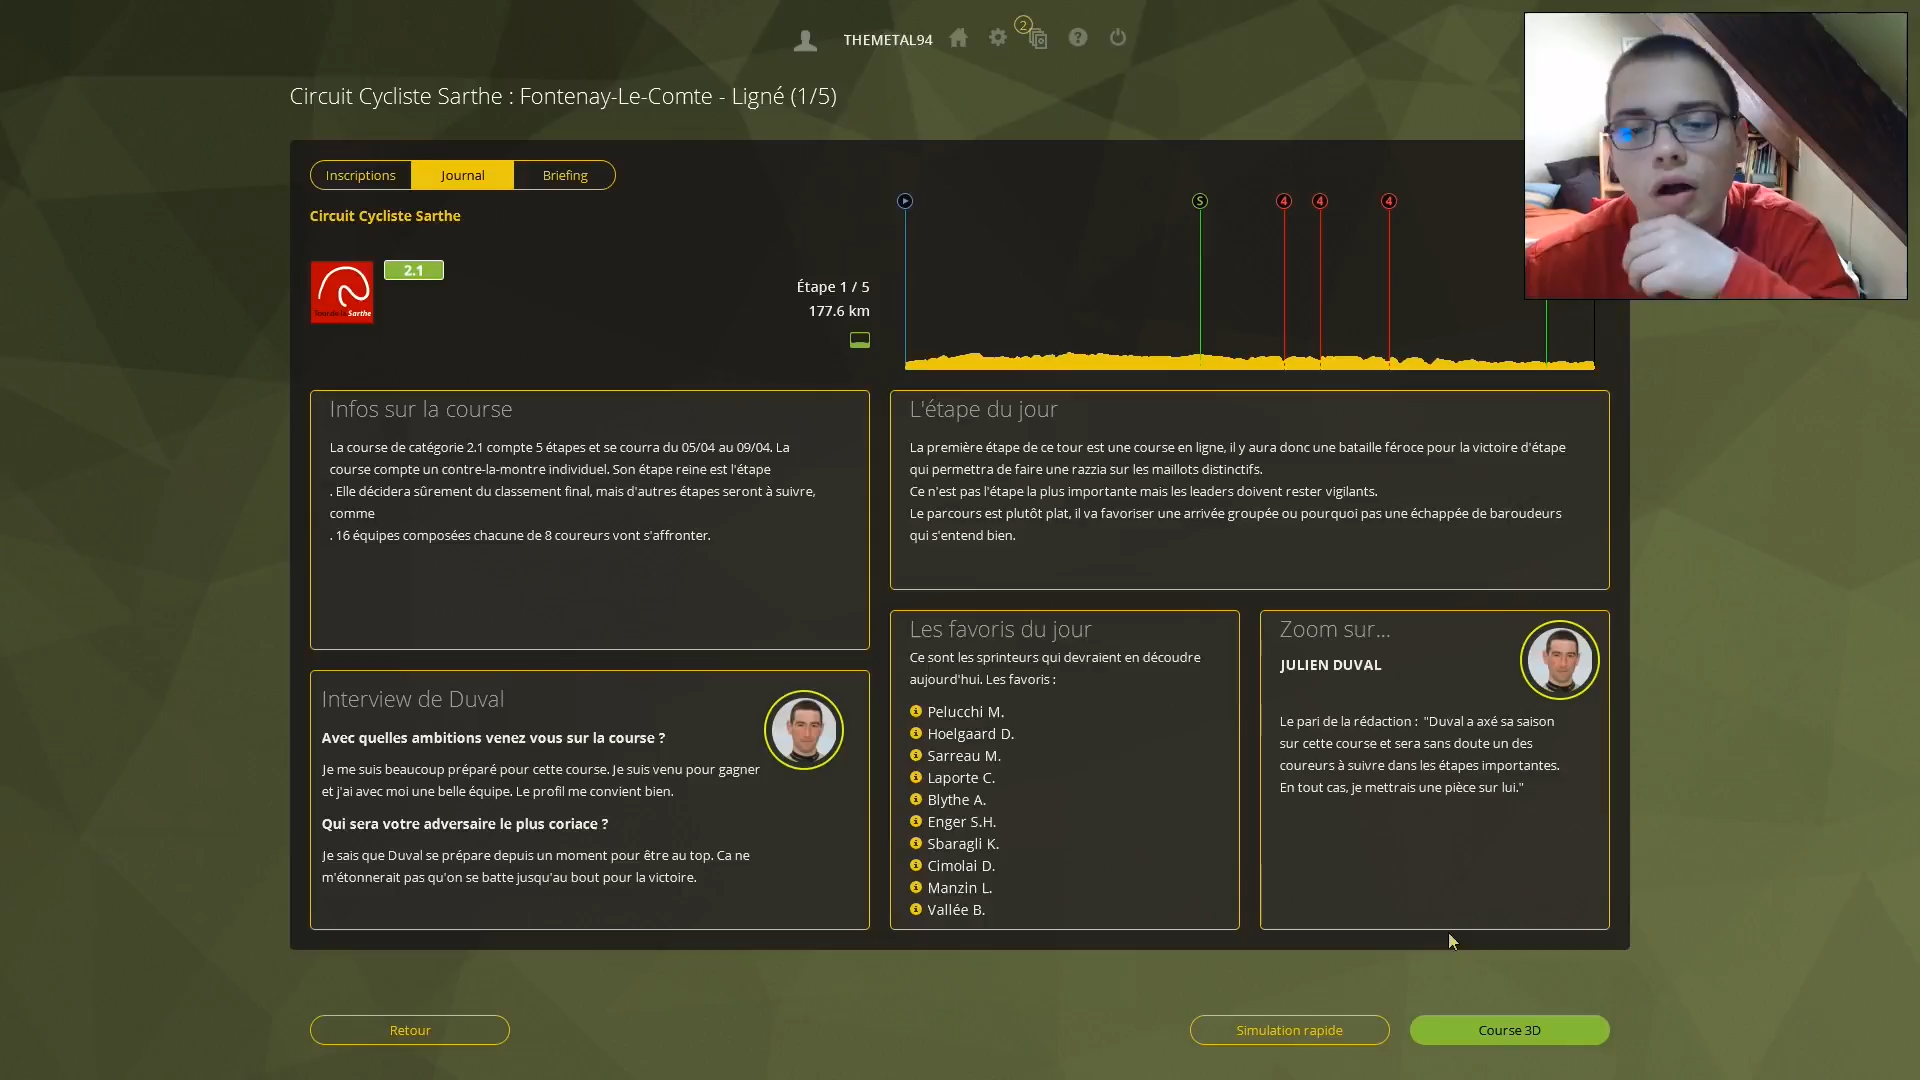 2
THEMETAL94
Circuit Cycliste Sarthe : Fontenay-Le-Comte - Ligné (1/5)
Inscriptions
Journal
Briefing
Circuit Cycliste Sarthe
2.1
Sarthe
Étape 1 / 5
177.6 km
S
4
4
4
Infos sur la course
La course de catégorie 2.1 compte 5 étapes et se courra du 05/04 au 09/04. La
course compte un contre-la-montre individuel. Son étape reine est l'étape
. Elle décidera sûrement du classement final, mais d'autres étapes seront à suivre,
comme
. 16 équipes composées chacune de 8 coureurs vont s'affronter.
L'étape du jour
La première étape de ce tour est une course en ligne, il y aura donc une bataille féroce pour la victoire d'étape
qui permettra de faire une razzia sur les maillots distinctifs.
Ce n'est pas l'étape la plus importante mais les leaders doivent rester vigilants.
Le parcours est plutôt plat, il va favoriser une arrivée groupée ou pourquoi pas une échappée de baroudeurs
qui s'entend bien.
Interview de Duval
Avec quelles ambitions venez vous sur la course ?
Je me suis beaucoup préparé pour cette course. Je suis venu pour gagner
et j'ai avec moi une belle équipe. Le profil me convient bien.
Qui sera votre adversaire le plus coriace ?
Je sais que Duval se prépare depuis un moment pour être au top. Ca ne
m'étonnerait pas qu'on se batte jusqu'au bout pour la victoire.
Les favoris du jour
Ce sont les sprinteurs qui devraient en découdre
aujourd'hui. Les favoris :
Pelucchi M.
Hoelgaard D.
Sarreau M.
Laporte C.
Blythe A.
Enger S.H.
Sbaragli K.
Cimolai D.
Manzin L.
Vallée B.
Zoom sur...
JULIEN DUVAL
Le pari de la rédaction : "Duval a axé sa saison
sur cette course et sera sans doute un des
coureurs à suivre dans les étapes importantes.
En tout cas, je mettrais une pièce sur lui."
Retour
Simulation rapide
Course 3D